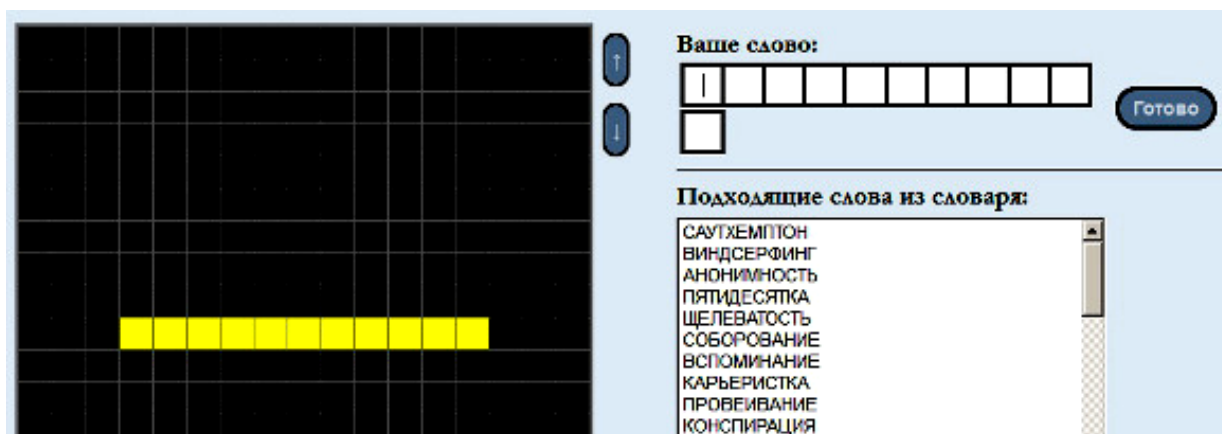 ↑
↓
Ваше слово:
Готово
Подходящие слова из словаря:
САУТХЕМПТОН
ВИНДСЕРФИНГ
АНОНИМНОСТЬ
ПЯТИДЕСЯТКА
ЩЕЛЕВАТОСТЬ
СОБОРОВАНИЕ
ВСПОМИНАНИЕ
КАРЬЕРИСТКА
ПРОВЕИВАНИЕ
КОНСПИРАЦИЯ